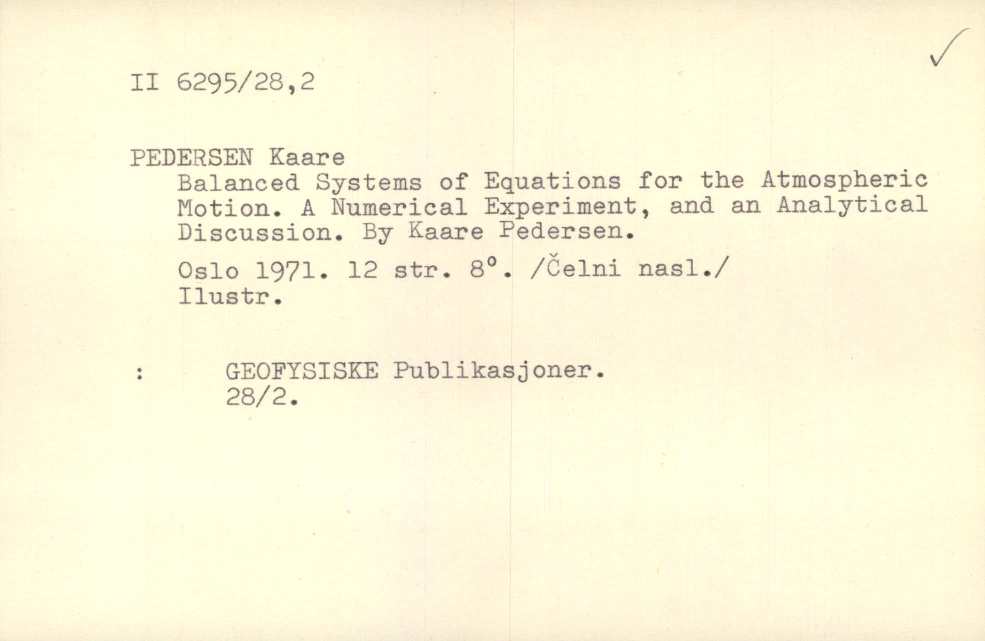 II 6295/28,2
PEDERSEN Kaare
Balanced Systems of Equations for the Atmospheric
Motion. A Numerical Experiment, and an Analytical
Discussion. By Kaare Pedersen.
Oslo 1971. 12 str. 8°. /Čelni nasl./
Ilustr.
: GEOFYSISKE Publikasjoner.
28/2.